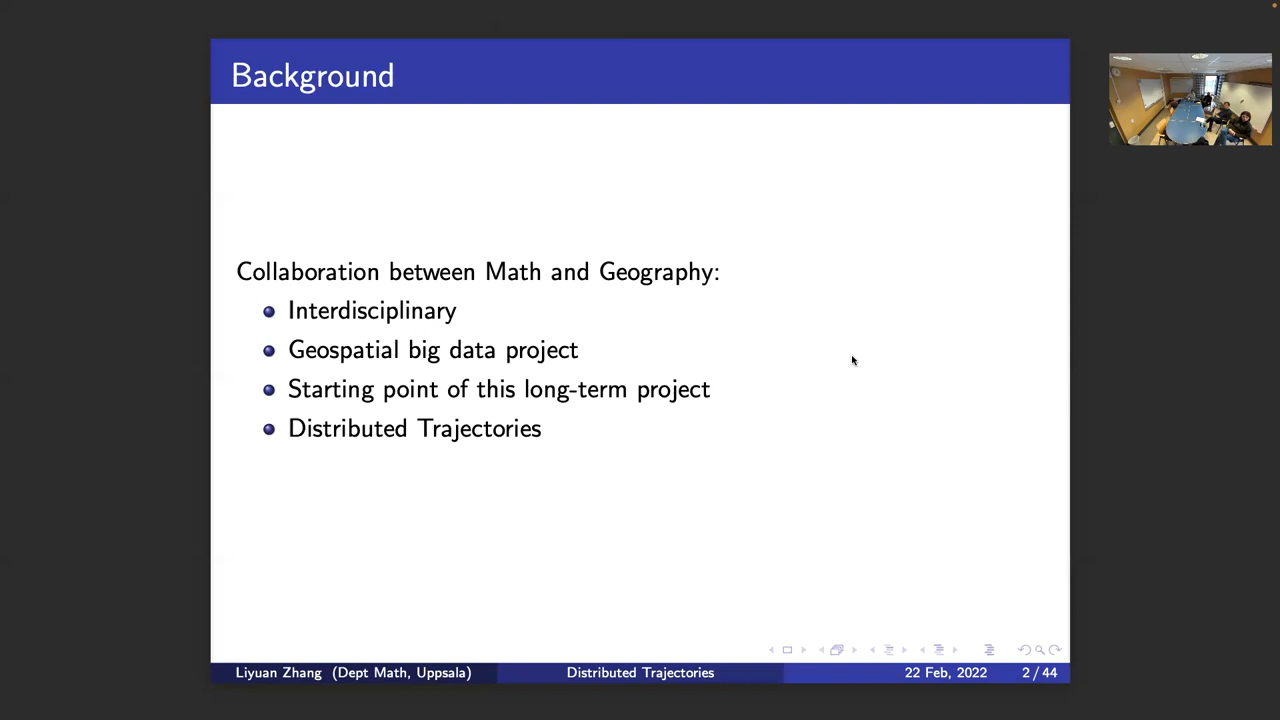 Background
Collaboration between Math and Geography:
Interdisciplinary
Geospatial big data project
Starting point of this long-term project
Distributed Trajectories
Liyuan Zhang (Dept Math, Uppsala) Distributed Trajectories 22 Feb, 2022 2 / 44